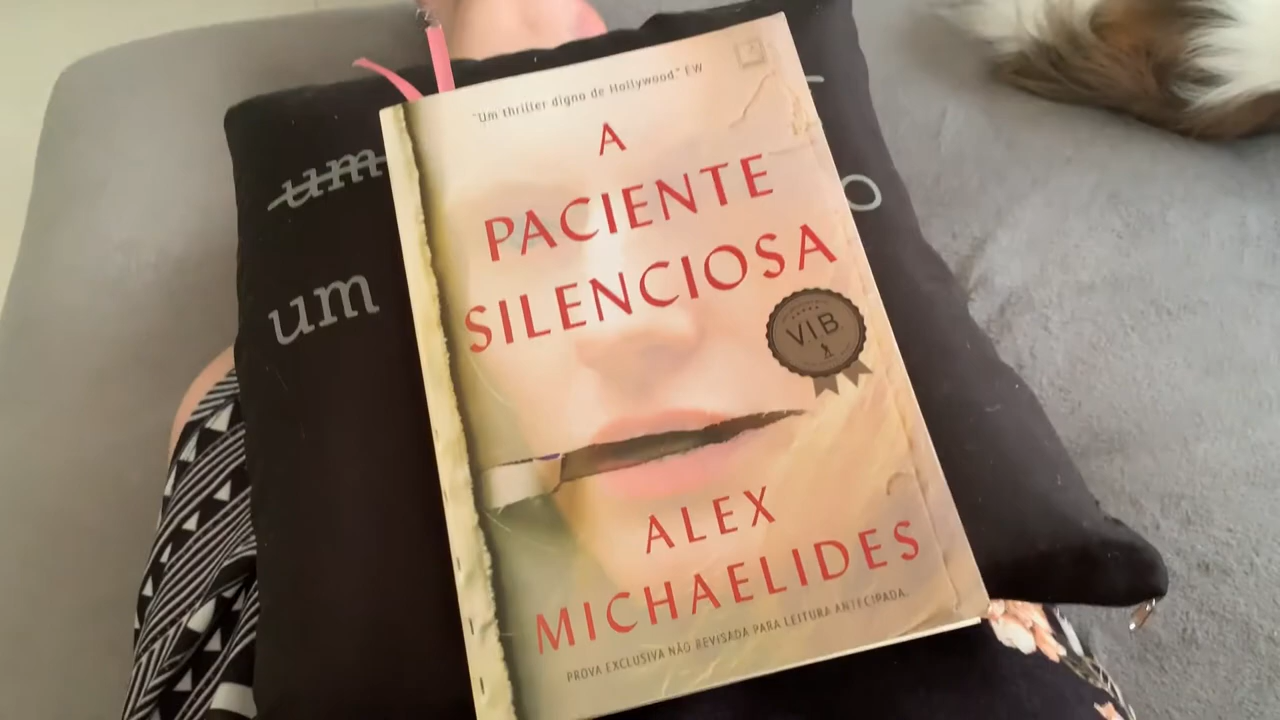 "Um thriller digno de Hollywood." EW
A
PACIENTE
SILENCIOSA
VIB
ALEX
MICHAELIDES
PROVA EXCLUSIVA NÃO REVISADA PARA LEITURA ANTECIPADA.
um
um
o